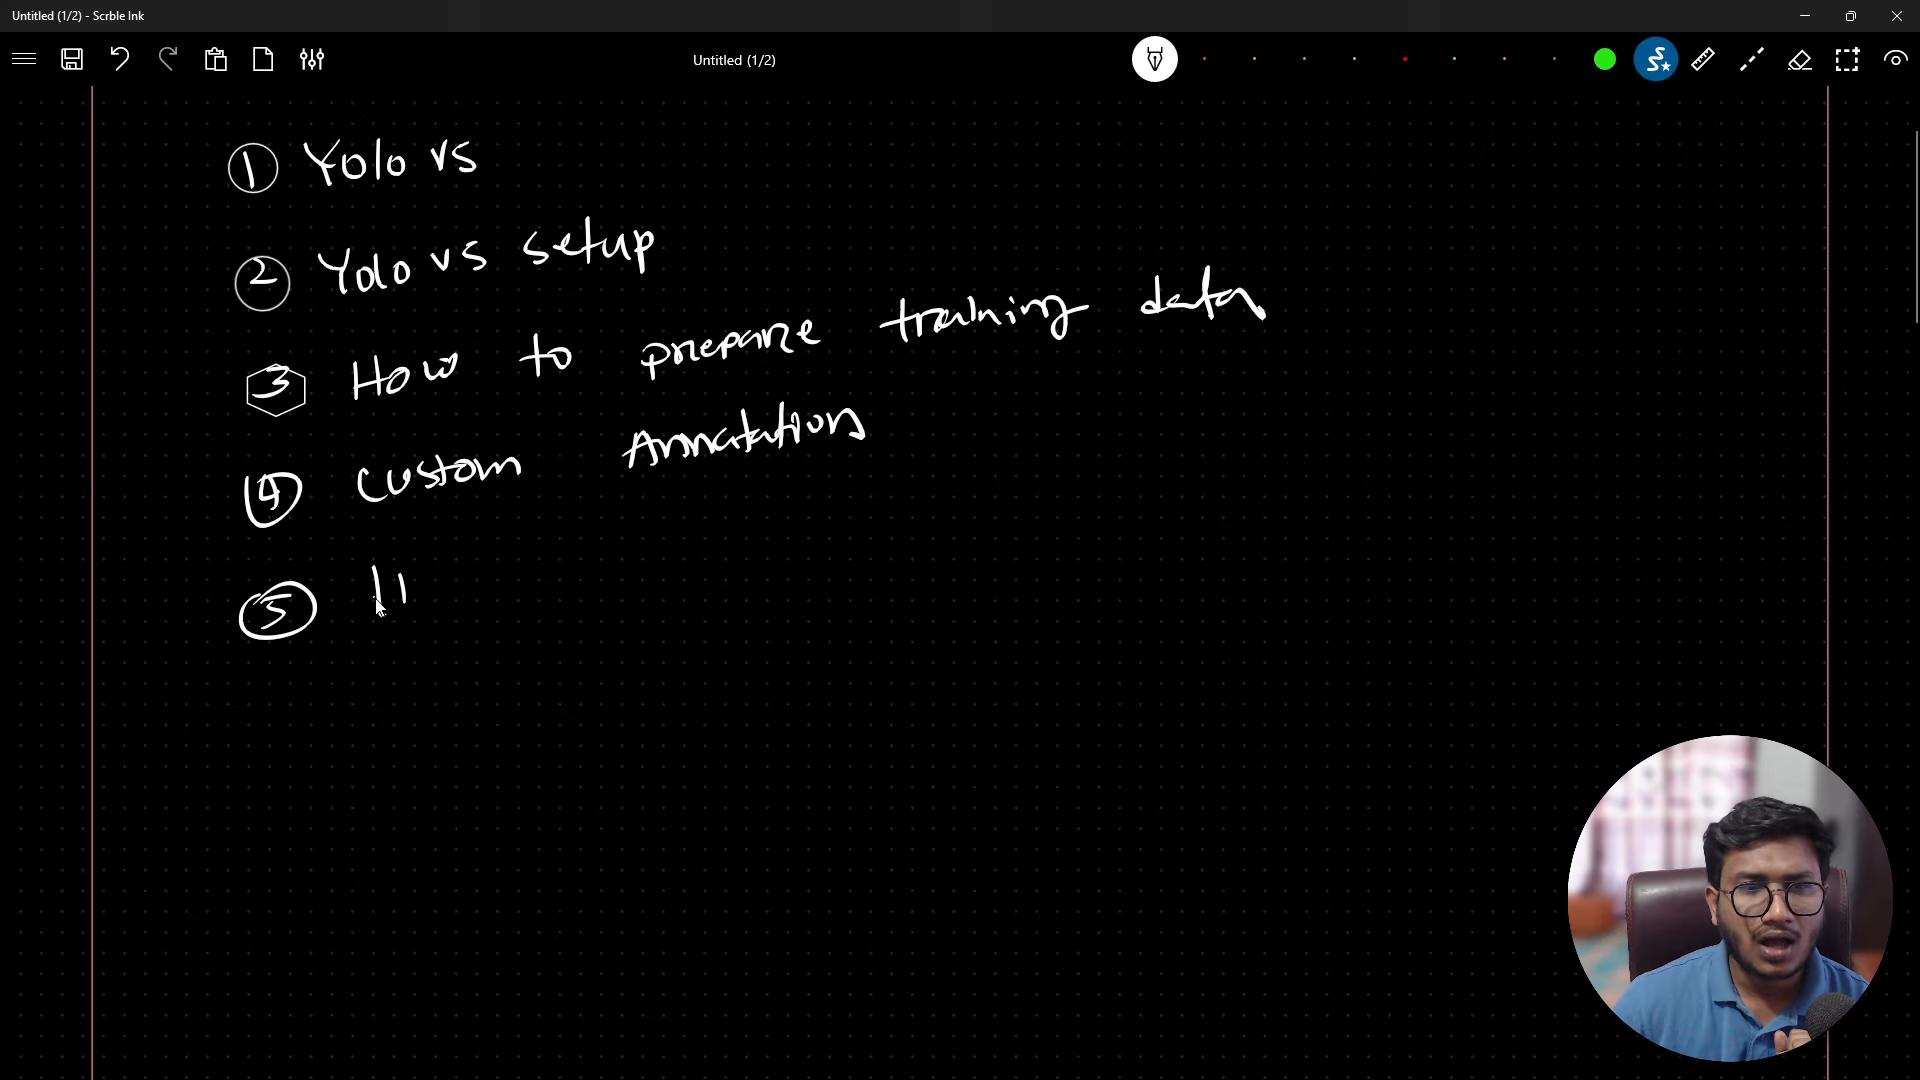 Untitled (1/2) - Scrble Ink
Untitled (1/2)
1 Yolo v5
2 Yolo v5 setup
3 How to prepare training data
4 Custom Annatation
5